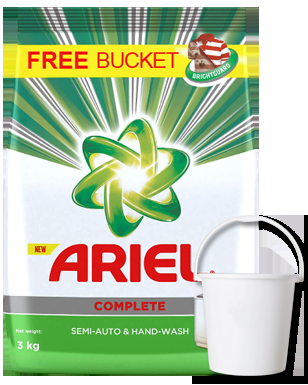 FREE BUCKET
BRIGHTGUARD
NEW
ARIEL
COMPLETE
SEMI-AUTO & HAND-WASH
Net weight:
3 kg